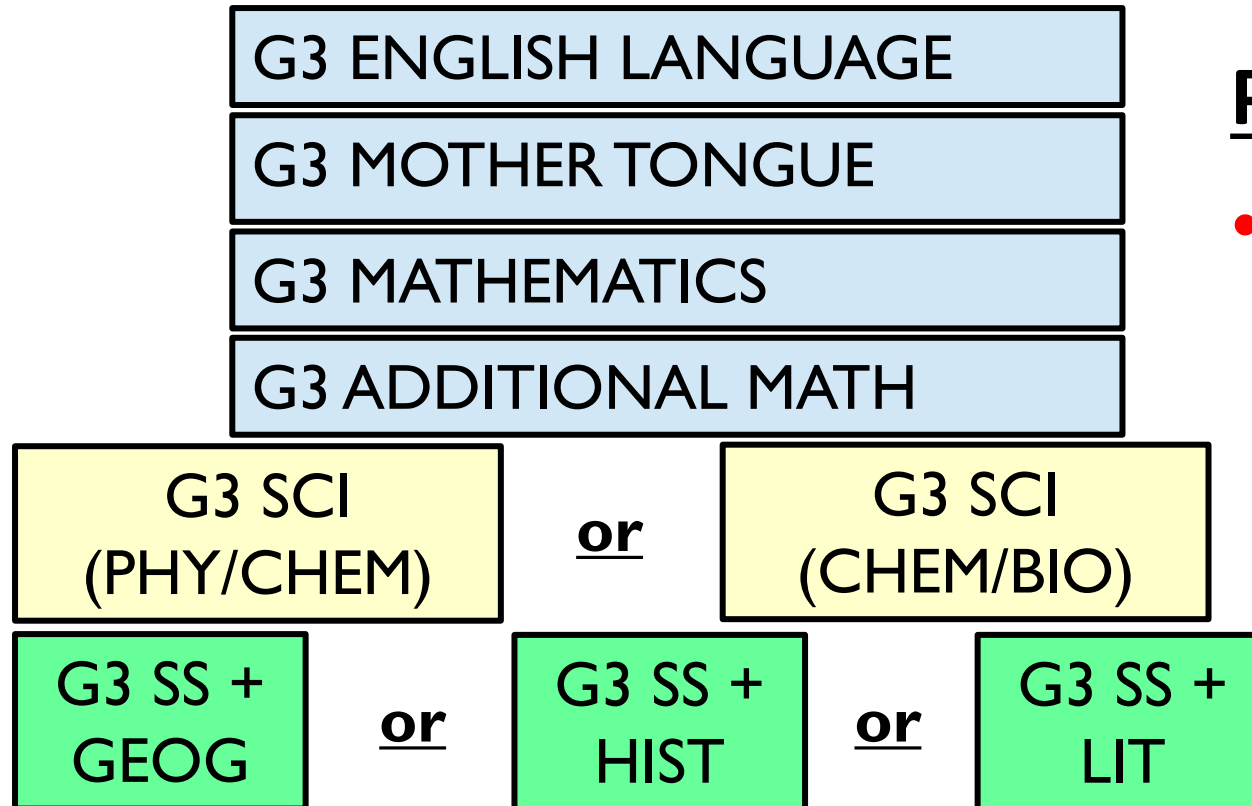 G3 ENGLISH LANGUAGE
G3 MOTHER TONGUE
G3 MATHEMATICS
G3 ADDITIONAL MATH
G3 SCI
(PHY/CHEM)
or
G3 SCI
(CHEM/BIO)
G3 SS +
GEOG
or
G3 SS +
HIST
or
G3 SS +
LIT